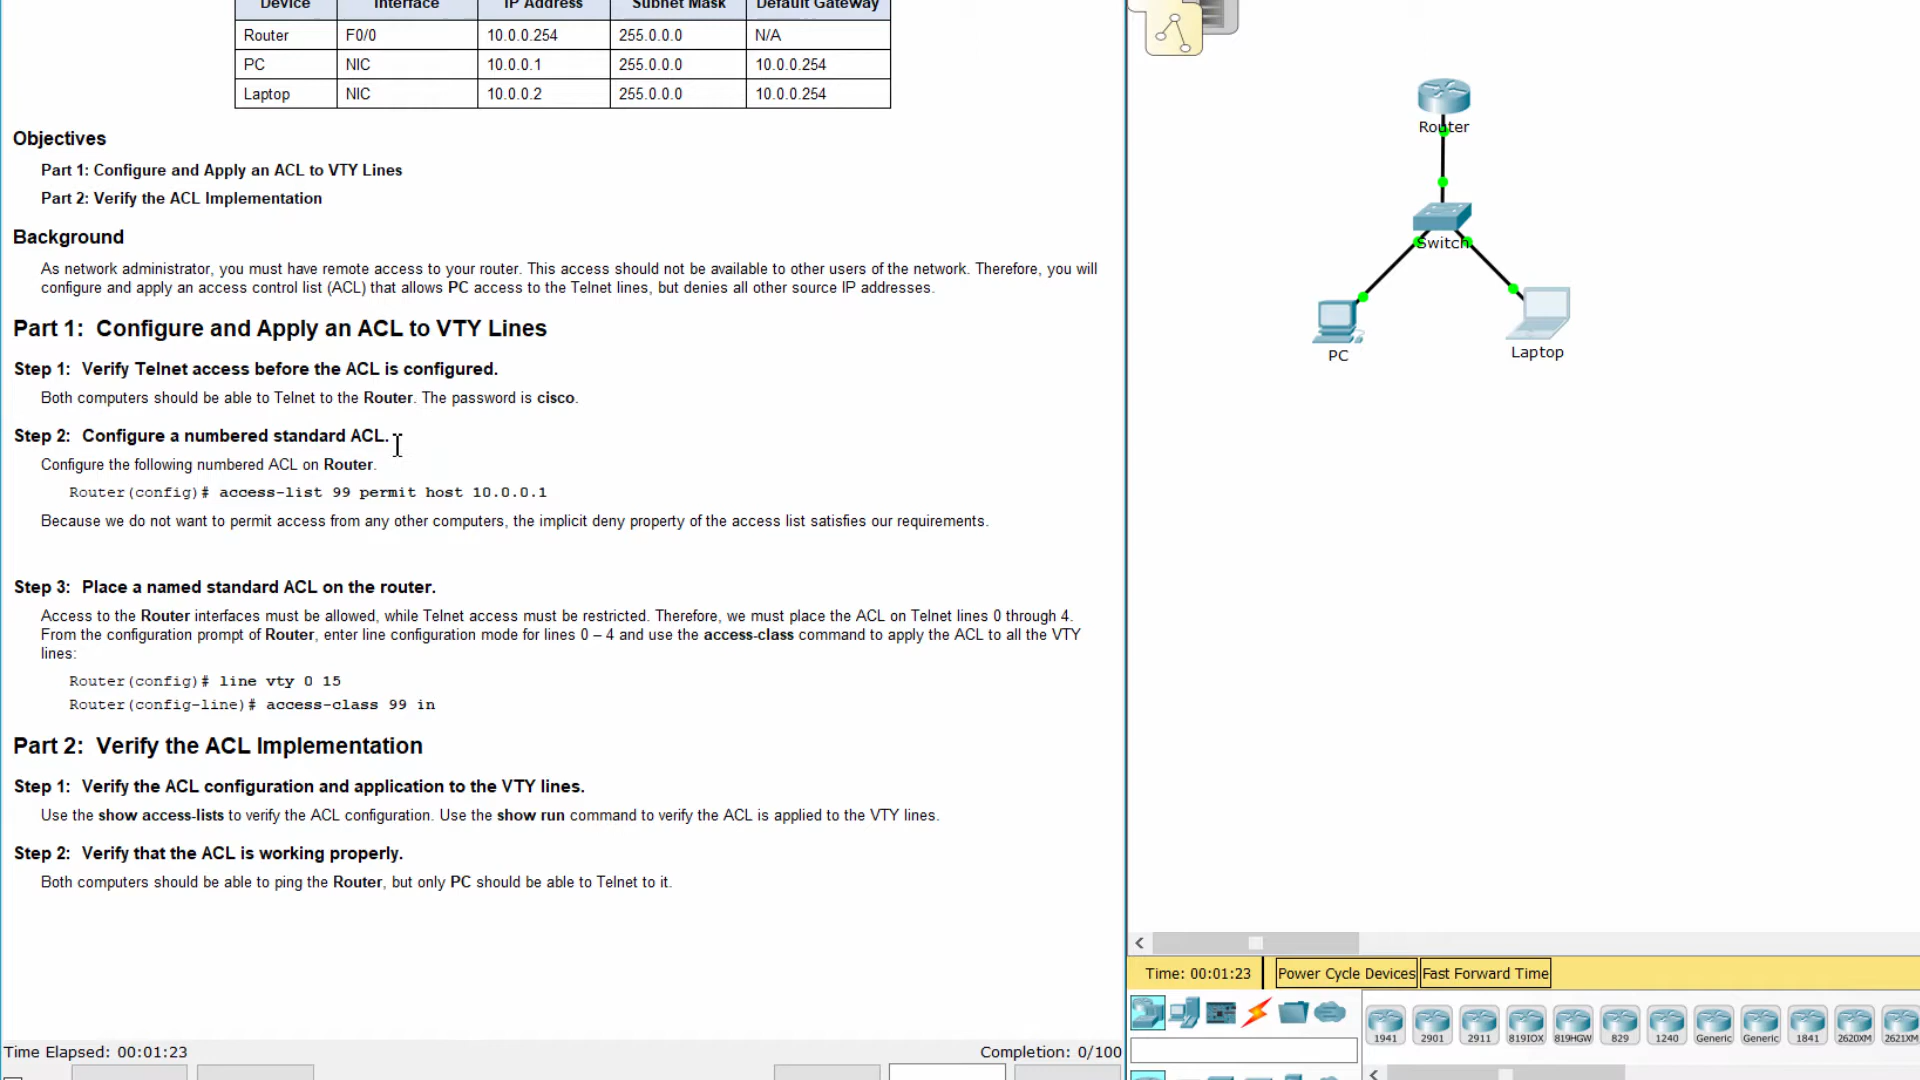 Device Interface IP Address Subnet Mask Default Gateway
Router F0/0 10.0.0.254 255.0.0.0 N/A
PC NIC 10.0.0.1 255.0.0.0 10.0.0.254
Laptop NIC 10.0.0.2 255.0.0.0 10.0.0.254
Objectives
Part 1: Configure and Apply an ACL to VTY Lines
Part 2: Verify the ACL Implementation
Background
As network administrator, you must have remote access to your router. This access should not be available to other users of the network. Therefore, you will
configure and apply an access control list (ACL) that allows PC access to the Telnet lines, but denies all other source IP addresses.
Part 1: Configure and Apply an ACL to VTY Lines
Step 1: Verify Telnet access before the ACL is configured.
Both computers should be able to Telnet to the Router. The password is cisco.
Step 2: Configure a numbered standard ACL.
Configure the following numbered ACL on Router.
Router(config)# access-list 99 permit host 10.0.0.1
Because we do not want to permit access from any other computers, the implicit deny property of the access list satisfies our requirements.
Step 3: Place a named standard ACL on the router.
Access to the Router interfaces must be allowed, while Telnet access must be restricted. Therefore, we must place the ACL on Telnet lines 0 through 4.
From the configuration prompt of Router, enter line configuration mode for lines 0 – 4 and use the access-class command to apply the ACL to all the VTY
lines:
Router(config)# line vty 0 15
Router(config-line)# access-class 99 in
Part 2: Verify the ACL Implementation
Step 1: Verify the ACL configuration and application to the VTY lines.
Use the show access-lists to verify the ACL configuration. Use the show run command to verify the ACL is applied to the VTY lines.
Step 2: Verify that the ACL is working properly.
Both computers should be able to ping the Router, but only PC should be able to Telnet to it.
Time Elapsed: 00:01:23
Completion: 0/100
Router
Switch
PC
Laptop
Time: 00:01:23
Power Cycle Devices
Fast Forward Time
1941 2901 2911 819IOX 819HGW 829 1240 Generic Generic 1841 2620XM 2621XM